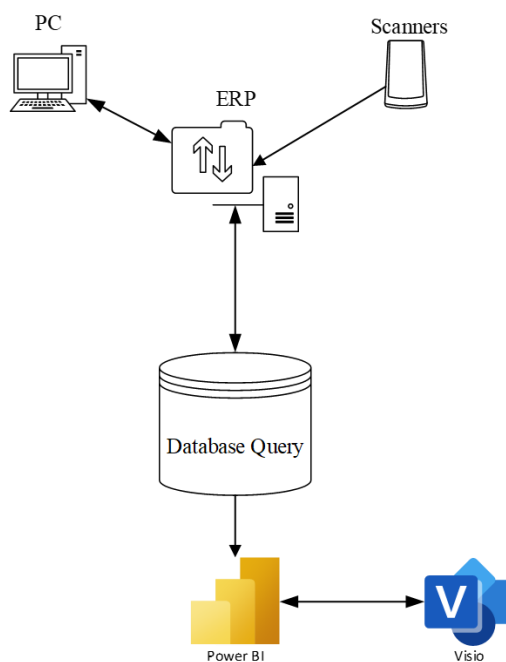 PC
Scanners
ERP
Database Query
V
Power BI
Visio